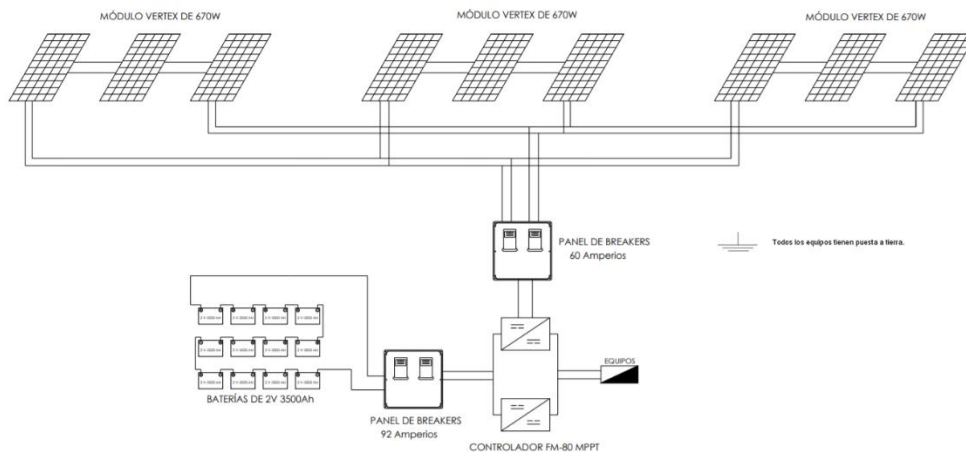 MÓDULO VERTEX DE 670W
MÓDULO VERTEX DE 670W
MÓDULO VERTEX DE 670W
PANEL DE BREAKERS
60 Amperios
Todos los equipos tienen puesta a tierra.
EQUIPOS
BATERÍAS DE 2V 3500Ah
PANEL DE BREAKERS
92 Amperios
CONTROLADOR FM-80 MPPT